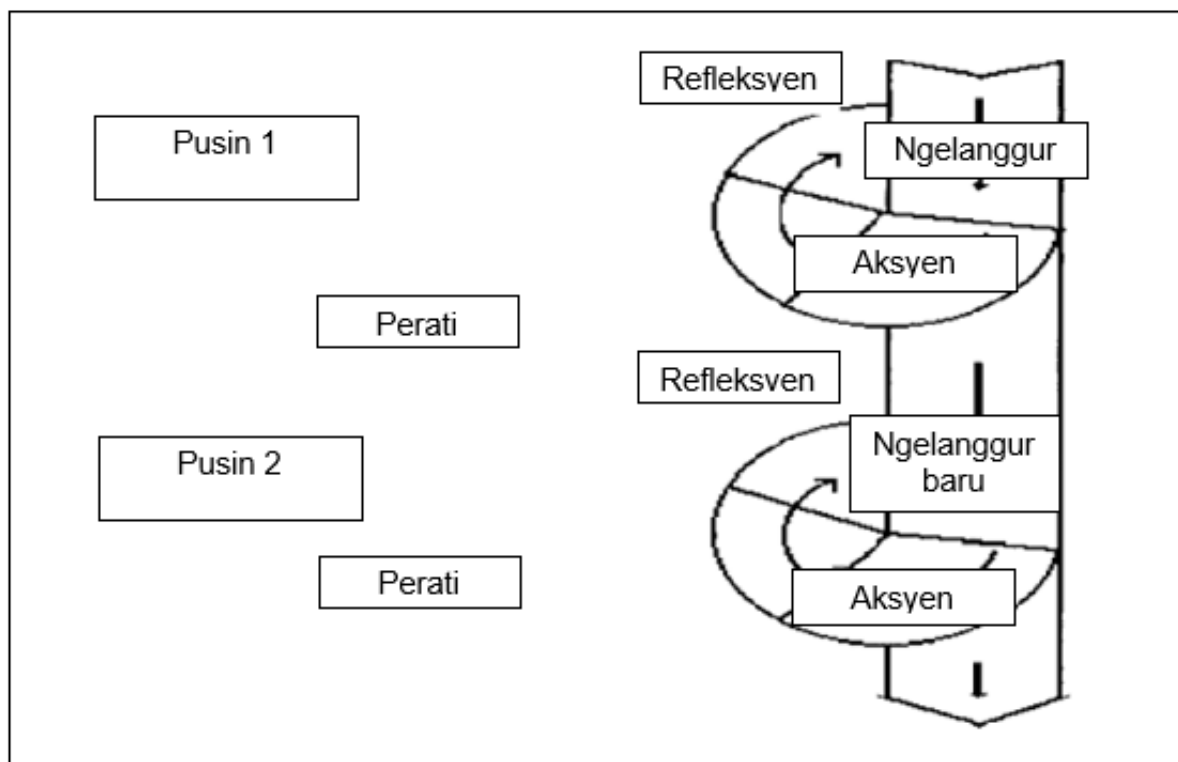 Refleksyen
Pusin 1
Ngelanggur
Aksyen
Perati
Refleksyen
Pusin 2
Ngelanggur
baru
Perati
Aksyen